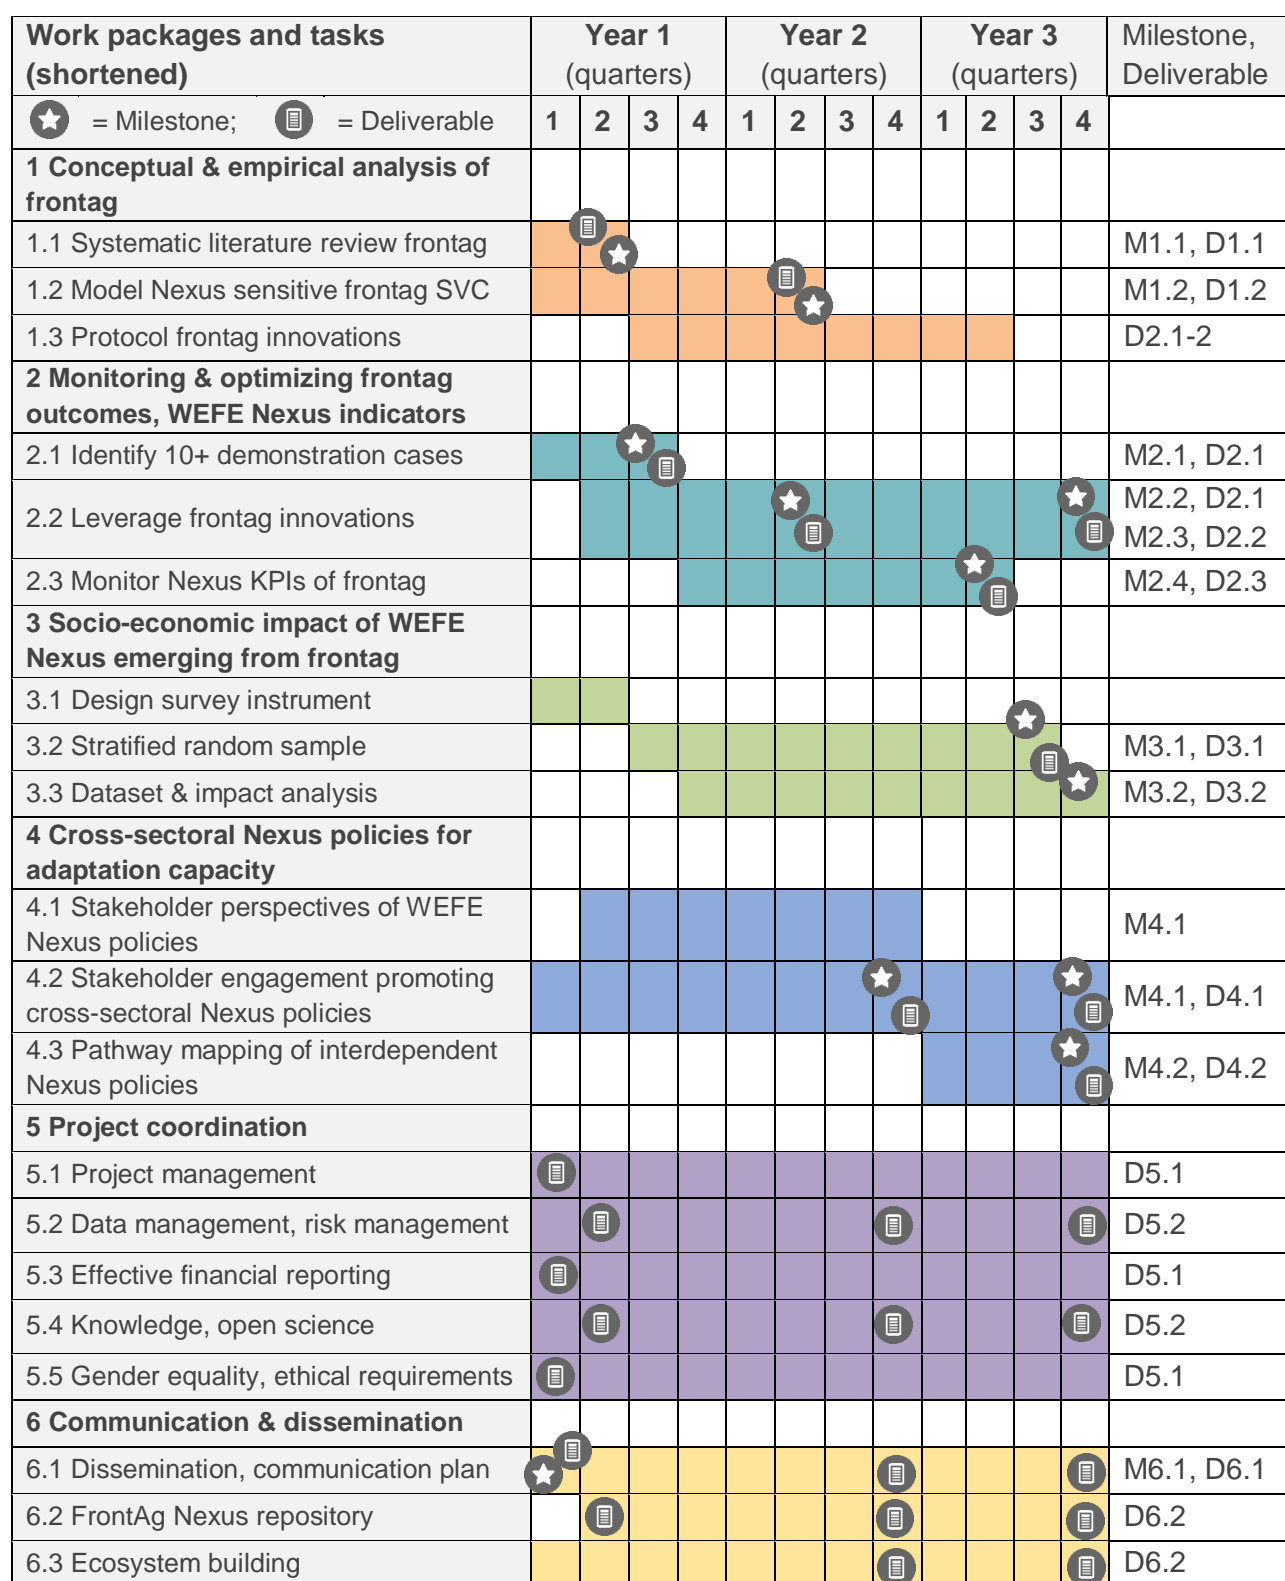 Work packages and tasks
(shortened)
Year 1
(quarters)
Year 2
(quarters)
Year 3
(quarters)
Milestone,
Deliverable
= Milestone; = Deliverable
1 2 3 4 1 2 3 4 1 2 3 4
1 Conceptual & empirical analysis of
frontag
1.1 Systematic literature review frontag M1.1, D1.1
1.2 Model Nexus sensitive frontag SVC M1.2, D1.2
1.3 Protocol frontag innovations D2.1-2
2 Monitoring & optimizing frontag
outcomes, WEFE Nexus indicators
2.1 Identify 10+ demonstration cases M2.1, D2.1
2.2 Leverage frontag innovations
M2.2, D2.1
M2.3, D2.2
2.3 Monitor Nexus KPIs of frontag M2.4, D2.3
3 Socio-economic impact of WEFE
Nexus emerging from frontag
3.1 Design survey instrument
3.2 Stratified random sample M3.1, D3.1
3.3 Dataset & impact analysis M3.2, D3.2
4 Cross-sectoral Nexus policies for
adaptation capacity
4.1 Stakeholder perspectives of WEFE
Nexus policies
M4.1
4.2 Stakeholder engagement promoting
cross-sectoral Nexus policies
M4.1, D4.1
4.3 Pathway mapping of interdependent
Nexus policies
M4.2, D4.2
5 Project coordination
5.1 Project management D5.1
5.2 Data management, risk management D5.2
5.3 Effective financial reporting D5.1
5.4 Knowledge, open science D5.2
5.5 Gender equality, ethical requirements D5.1
6 Communication & dissemination
6.1 Dissemination, communication plan M6.1, D6.1
6.2 FrontAg Nexus repository D6.2
6.3 Ecosystem building D6.2